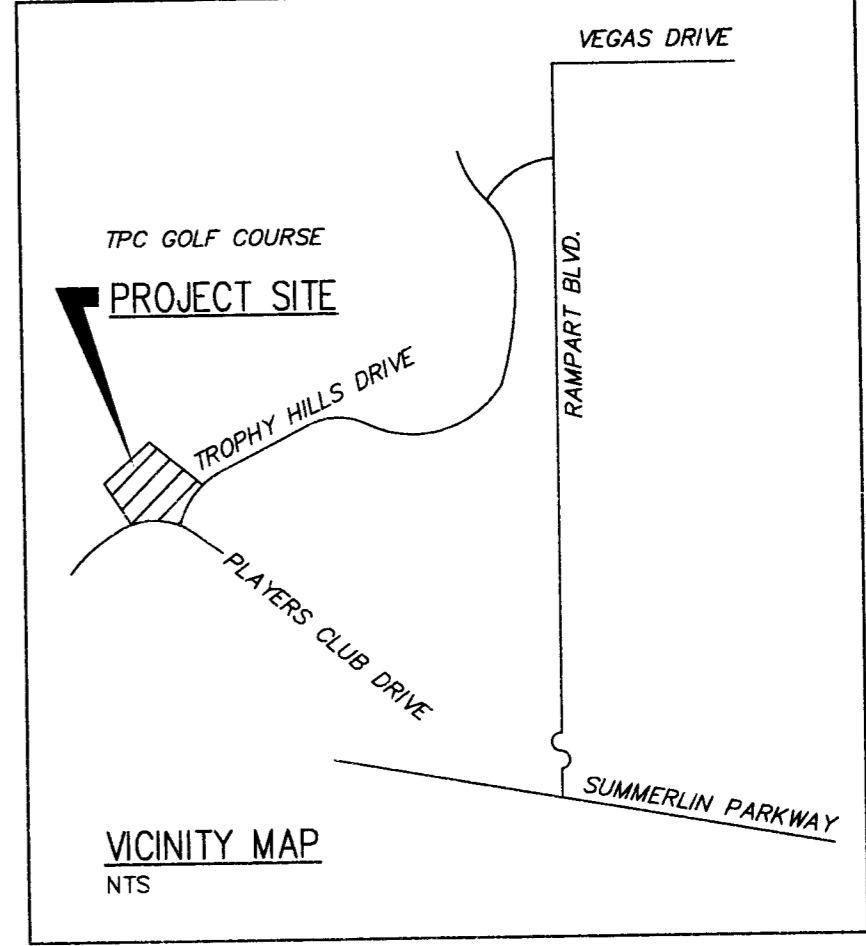 VEGAS DRIVE
TPC GOLF COURSE
PROJECT SITE
RAMPART BLVD.
TROPHY HILLS DRIVE
PLAYERS CLUB DRIVE
SUMMERLIN PARKWAY
VICINITY MAP
NTS